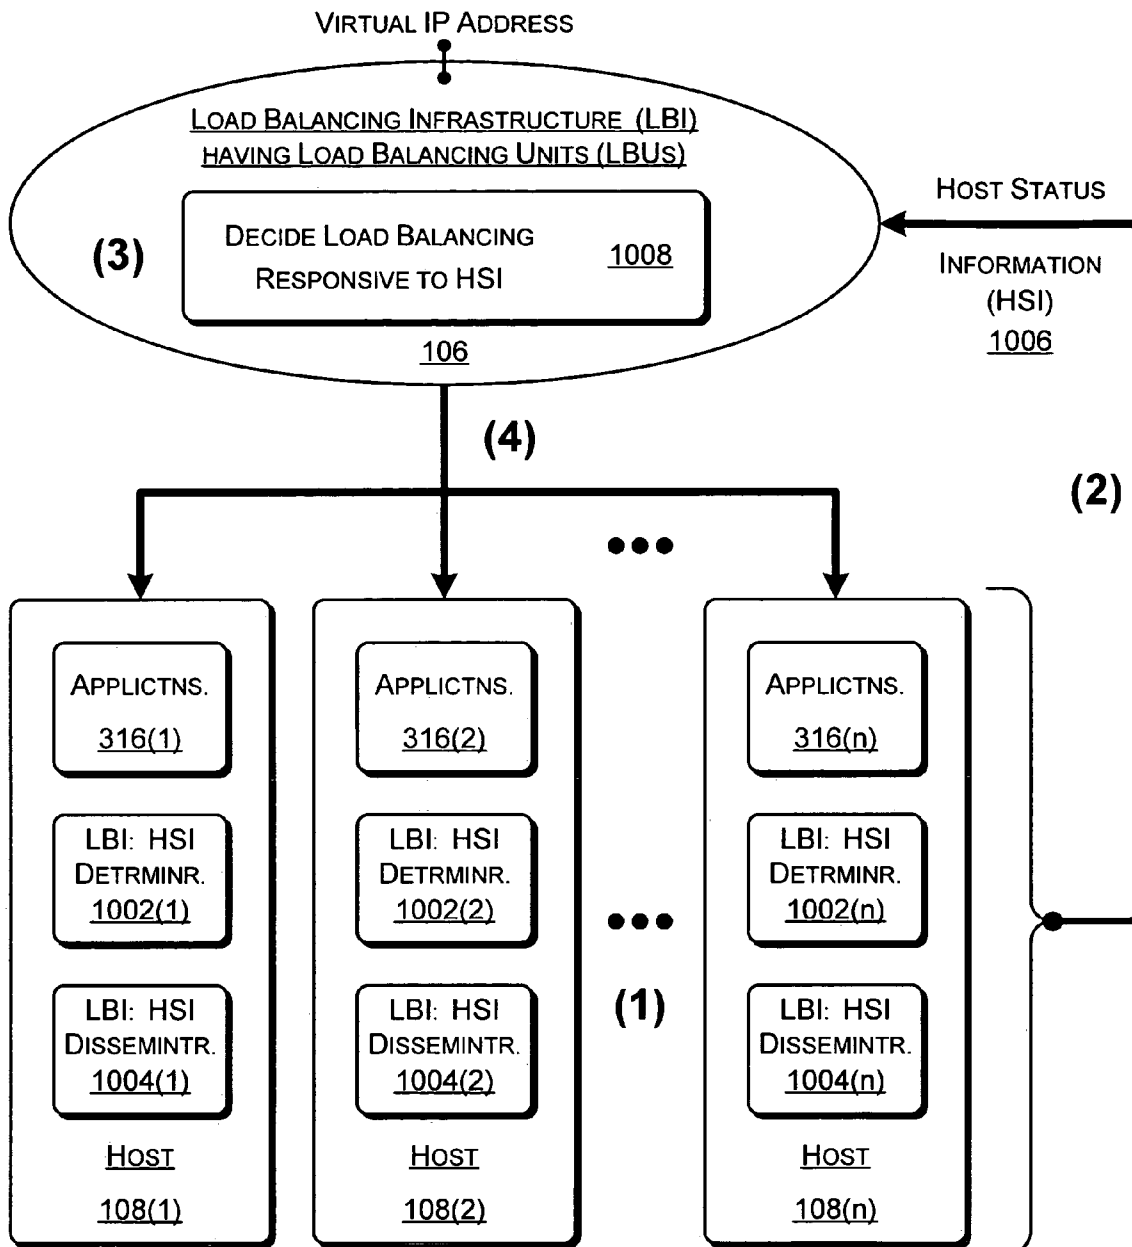 VIRTUAL IP ADDRESS
LOAD BALANCING INFRASTRUCTURE (LBI)
HAVING LOAD BALANCING UNITS (LBUS)
(3)
DECIDE LOAD BALANCING
RESPONSIVE TO HSI
1008
106
HOST STATUS
INFORMATION
(HSI)
1006
(4)
(2)
APPLICTNS.
316(1)
LBI: HSI
DETRMINR.
1002(1)
LBI: HSI
DISSEMINTR.
1004(1)
HOST
108(1)
APPLICTNS.
316(2)
LBI: HSI
DETRMINR.
1002(2)
LBI: HSI
DISSEMINTR.
1004(2)
HOST
108(2)
(1)
APPLICTNS.
316(n)
LBI: HSI
DETRMINR.
1002(n)
LBI: HSI
DISSEMINTR.
1004(n)
HOST
108(n)